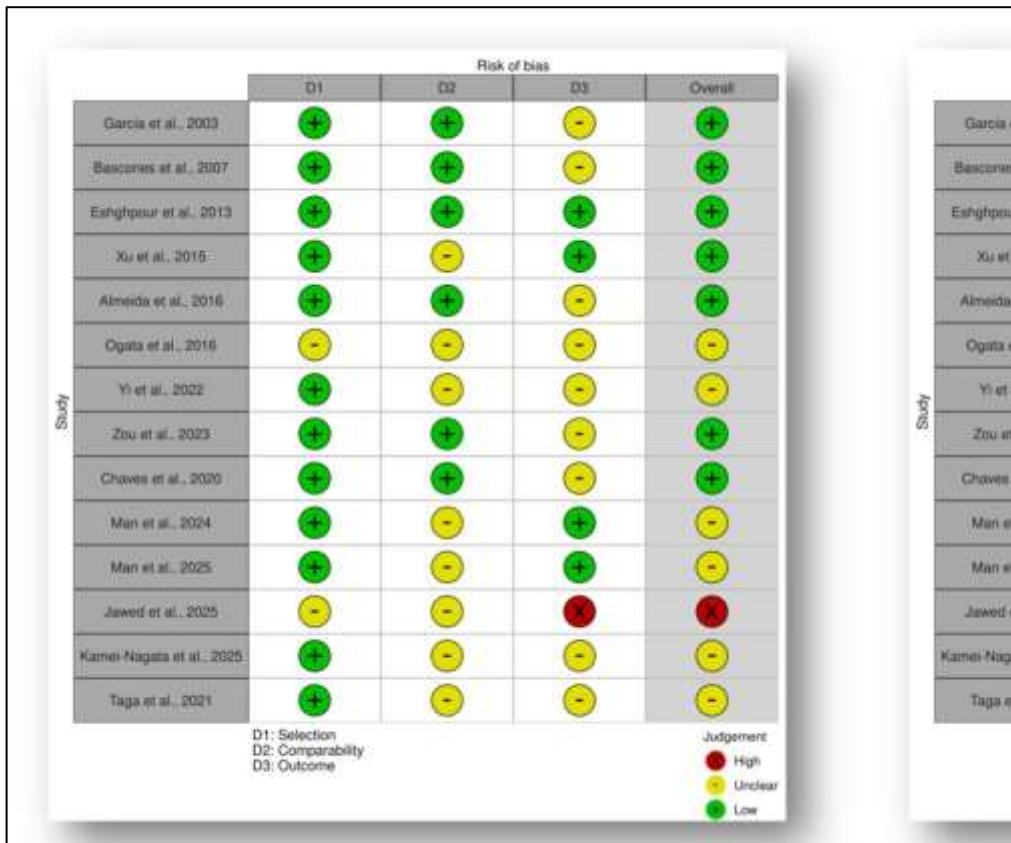 Risk of bias
D1 D2 D3 Overall
Study
Garcia et al., 2003
Bascones et al., 2007
Eshghpour et al., 2013
Xu et al., 2015
Almeida et al., 2016
Ogata et al., 2016
Yi et al., 2022
Zou et al., 2023
Chaves et al., 2020
Man et al., 2024
Man et al., 2025
Jawed et al., 2025
Kamei-Nagata et al., 2025
Taga et al., 2021
D1: Selection
D2: Comparability
D3: Outcome
Judgement
High
Unclear
Low
Study
Garcia
Bascones
Eshghpou
Xu et
Almeida
Ogata
Yi et
Zou et
Chaves
Man e
Man e
Jawed
Kamei-Nag
Taga e